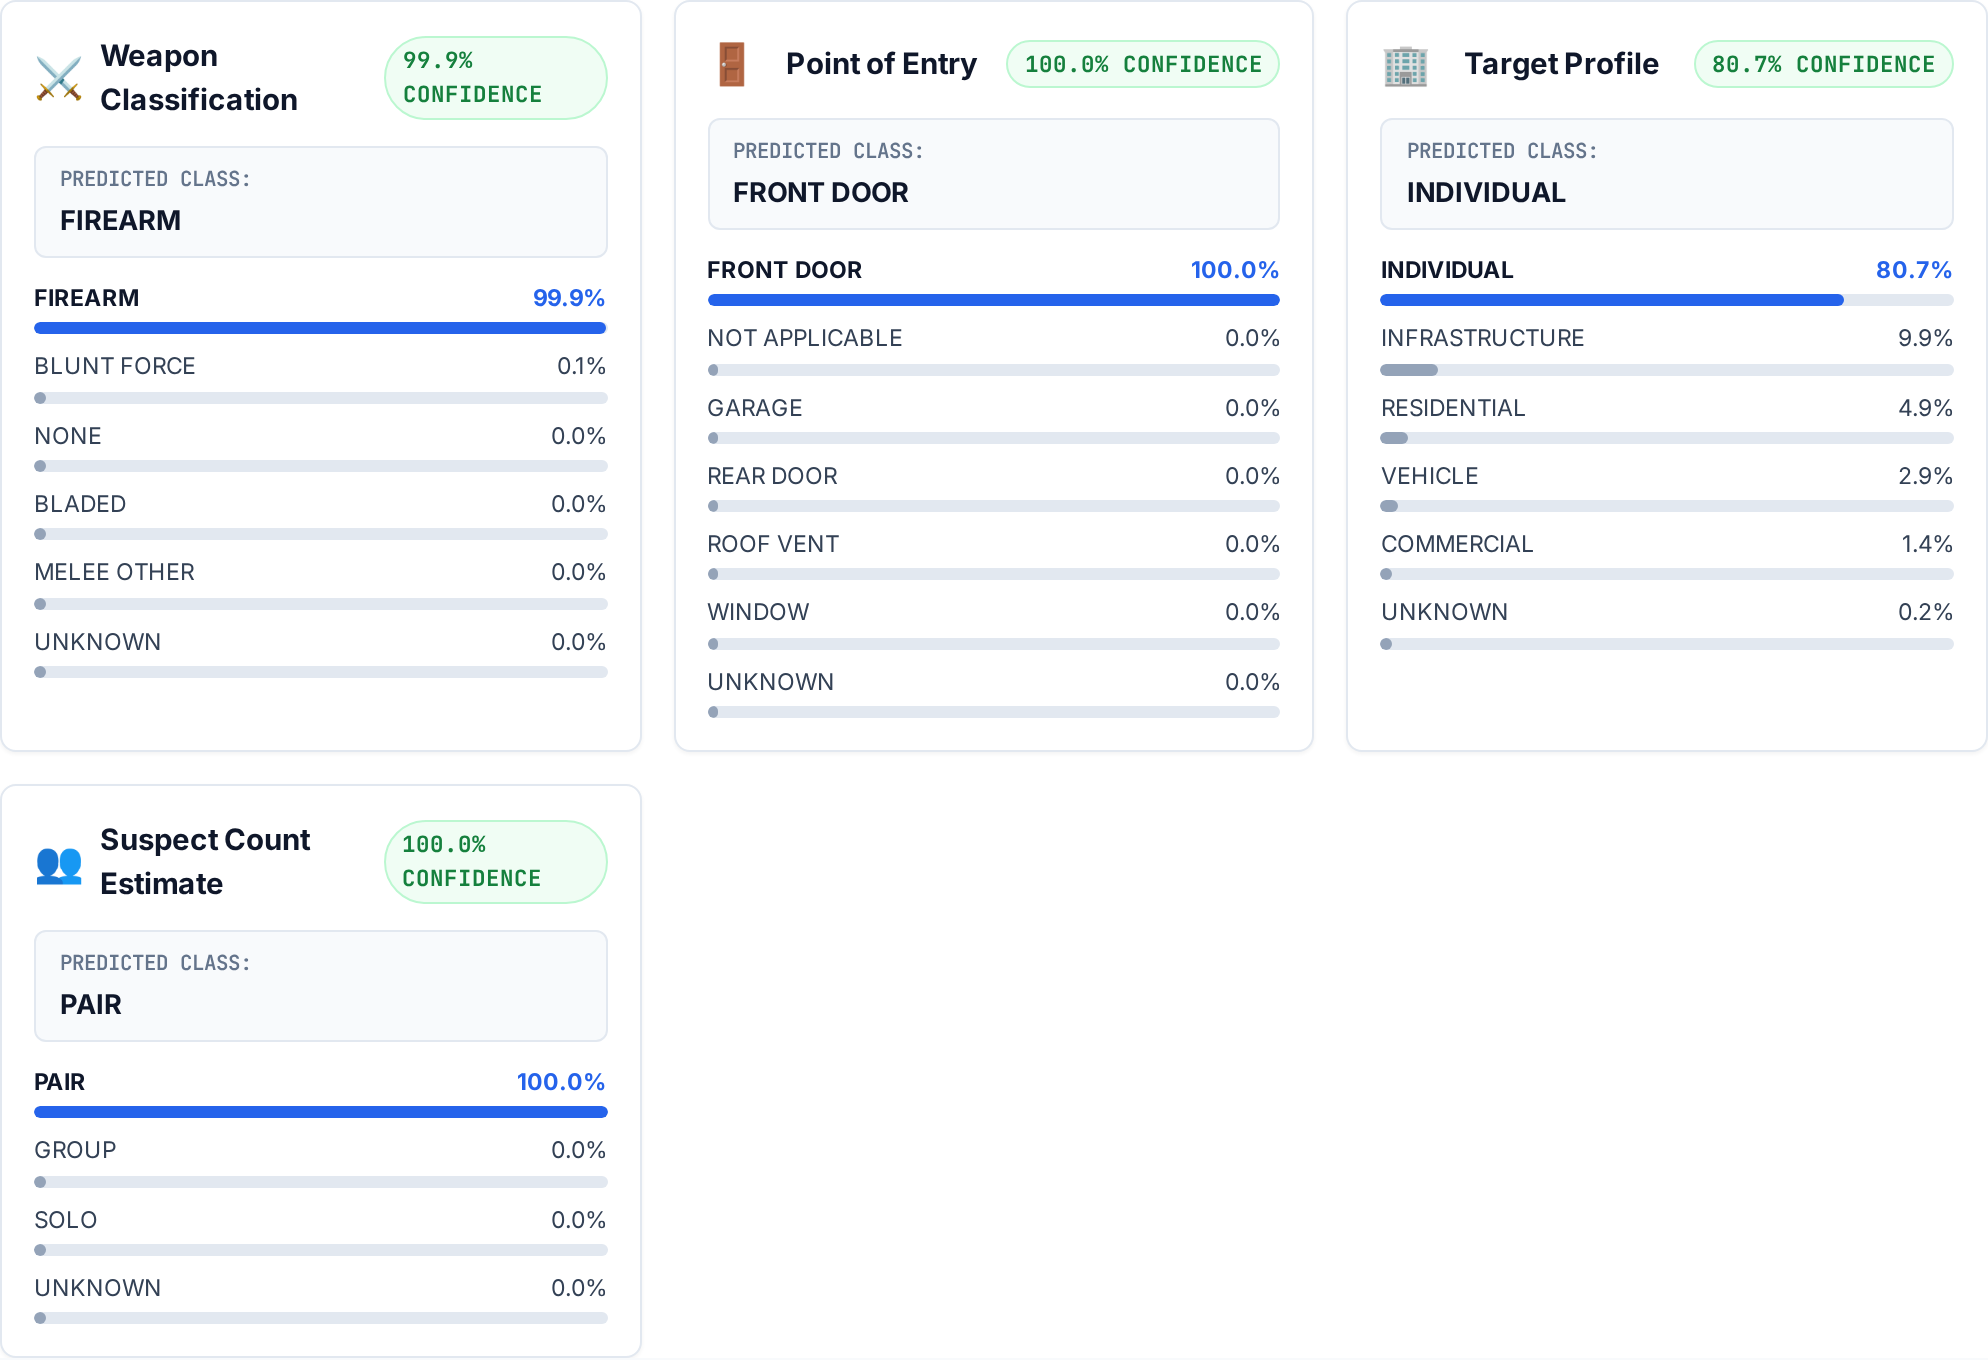 Weapon
Classification
99.9%
CONFIDENCE
PREDICTED CLASS:
FIREARM
FIREARM 99.9%
BLUNT FORCE 0.1%
NONE 0.0%
BLADED 0.0%
MELEE OTHER 0.0%
UNKNOWN 0.0%
Point of Entry 100.0% CONFIDENCE
PREDICTED CLASS:
FRONT DOOR
FRONT DOOR 100.0%
NOT APPLICABLE 0.0%
GARAGE 0.0%
REAR DOOR 0.0%
ROOF VENT 0.0%
WINDOW 0.0%
UNKNOWN 0.0%
Target Profile 80.7% CONFIDENCE
PREDICTED CLASS:
INDIVIDUAL
INDIVIDUAL 80.7%
INFRASTRUCTURE 9.9%
RESIDENTIAL 4.9%
VEHICLE 2.9%
COMMERCIAL 1.4%
UNKNOWN 0.2%
Suspect Count
Estimate
100.0%
CONFIDENCE
PREDICTED CLASS:
PAIR
PAIR 100.0%
GROUP 0.0%
SOLO 0.0%
UNKNOWN 0.0%